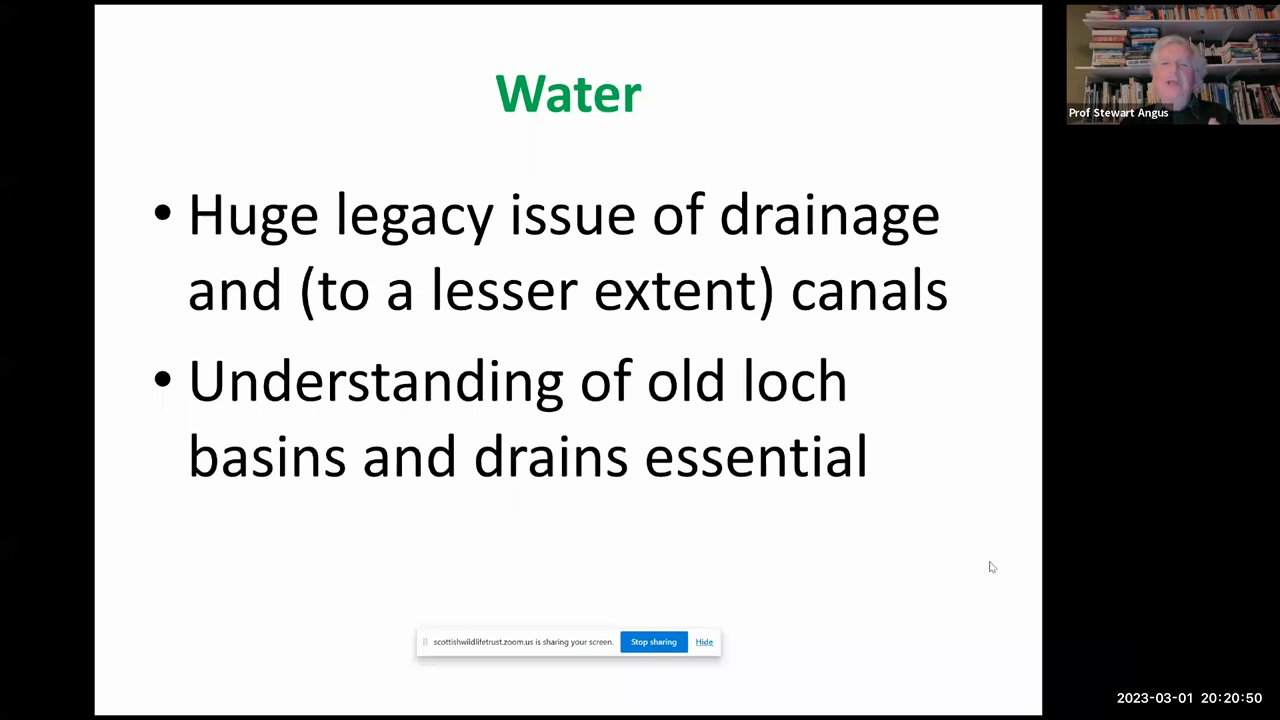 Water
• Huge legacy issue of drainage
and (to a lesser extent) canals
• Understanding of old loch
basins and drains essential
scottishwildlifetrust.zoom.us is sharing your screen.
Stop sharing
Hide
Prof Stewart Angus
2023-03-01 20:20:50